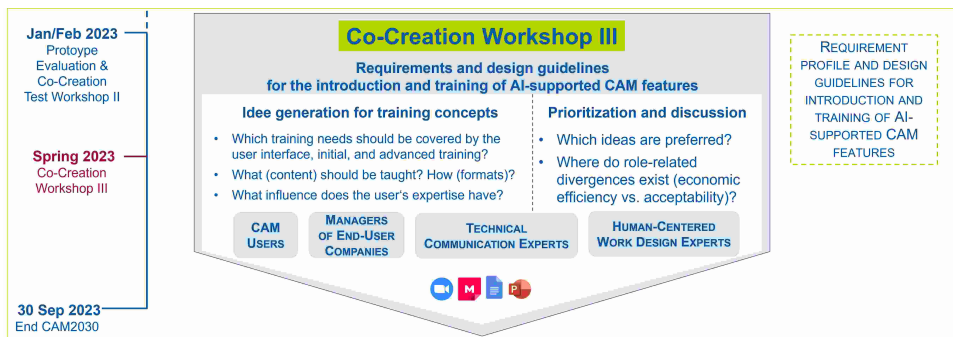 Jan/Feb 2023
Protoype
Evaluation &
Co-Creation
Test Workshop II
Spring 2023
Co-Creation
Workshop III
30 Sep 2023
End CAM2030
Co-Creation Workshop III
Requirements and design guidelines
for the introduction and training of AI-supported CAM features
Idee generation for training concepts
• Which training needs should be covered by the
user interface, initial, and advanced training?
• What (content) should be taught? How (formats)?
• What influence does the user‘s expertise have?
Prioritization and discussion
• Which ideas are preferred?
• Where do role-related
divergences exist (economic
efficiency vs. acceptability)?
CAM
USERS
MANAGERS
OF END-USER
COMPANIES
TECHNICAL
COMMUNICATION EXPERTS
HUMAN-CENTERED
WORK DESIGN EXPERTS
M
P
REQUIREMENT
PROFILE AND DESIGN
GUIDELINES FOR
INTRODUCTION AND
TRAINING OF AI-
SUPPORTED CAM
FEATURES